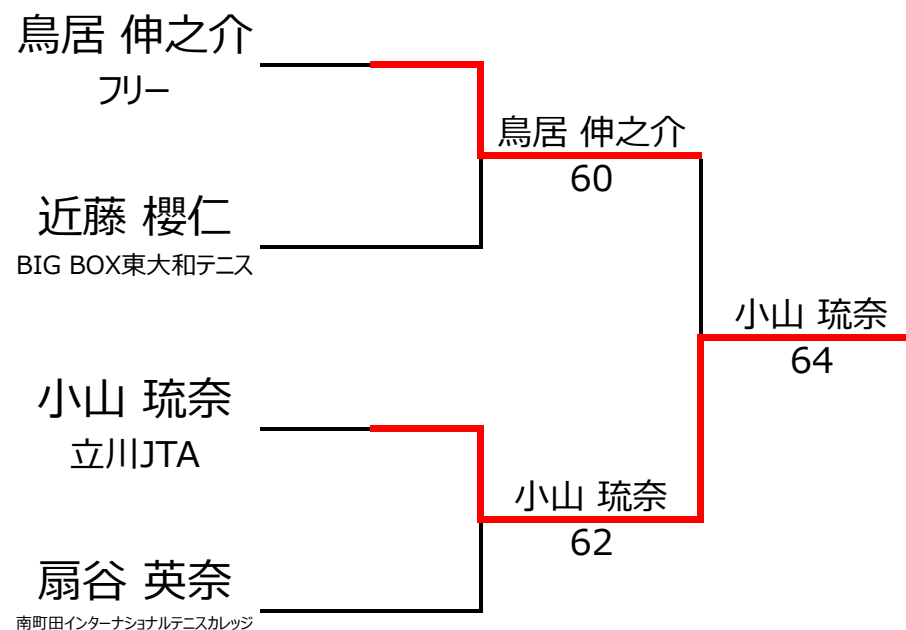 鳥居 伸之介
フリー
鳥居 伸之介
60
近藤 櫻仁
BIG BOX東大和テニス
小山 琉奈
64
小山 琉奈
立川JTA
小山 琉奈
62
扇谷 英奈
南町田インターナショナルテニスカレッジ